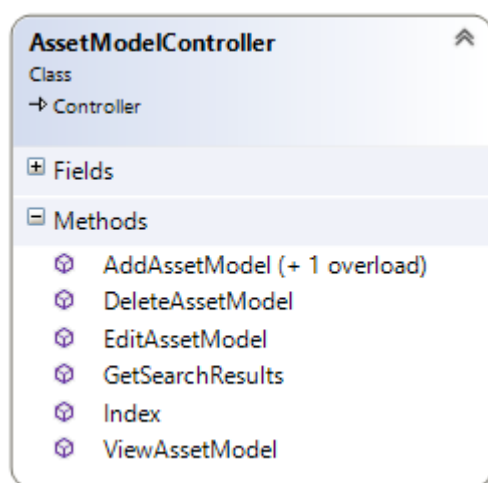 AssetModelController
Class
Controller
Fields
Methods
AddAssetModel (+ 1 overload)
DeleteAssetModel
EditAssetModel
GetSearchResults
Index
ViewAssetModel